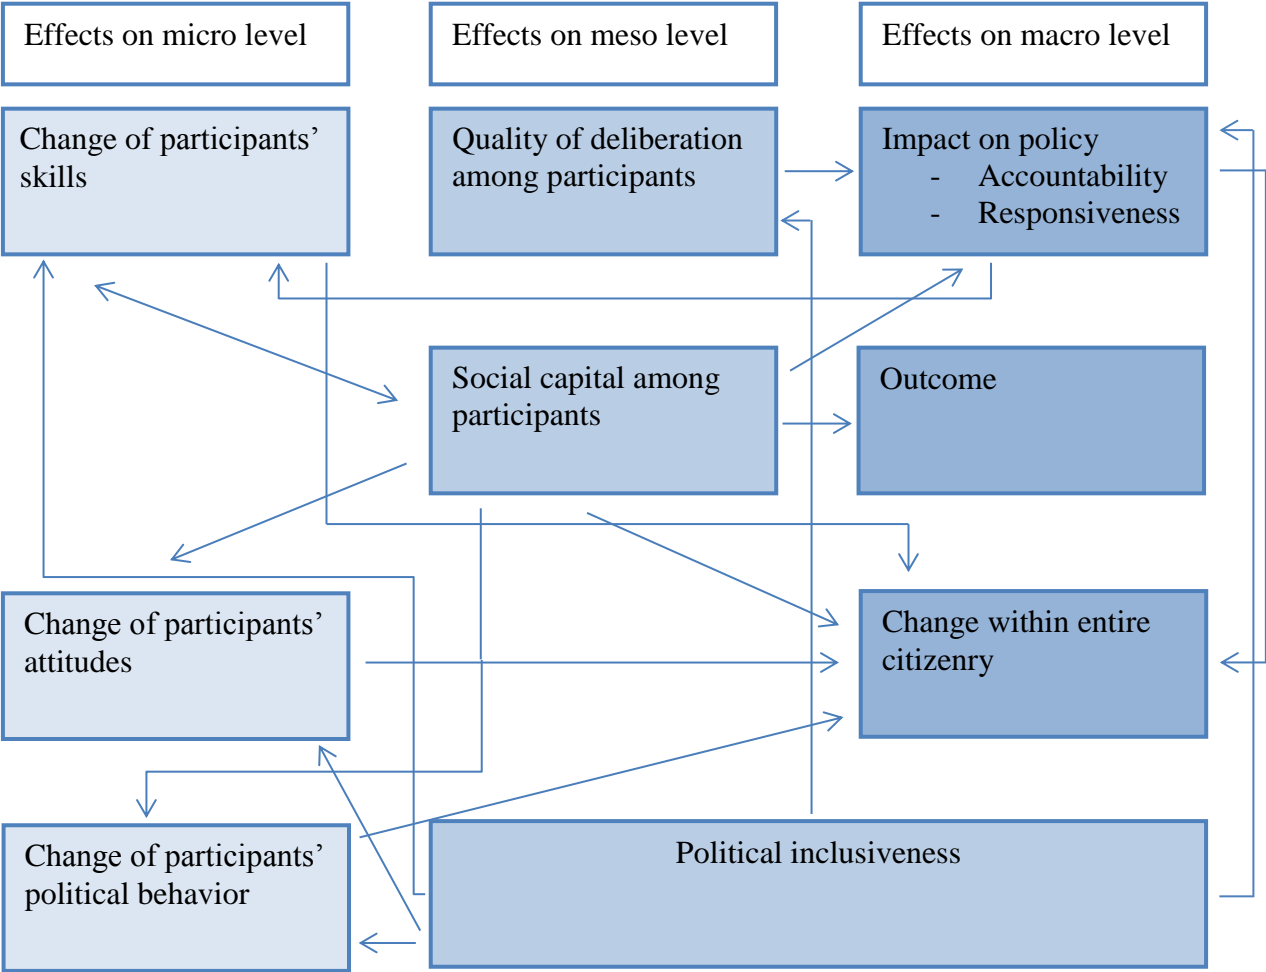 Effects on micro level
Effects on meso level
Effects on macro level
Change of participants’
skills
Quality of deliberation
among participants
Impact on policy
- Accountability
- Responsiveness
Social capital among
participants
Outcome
Change of participants’
attitudes
Change within entire
citizenry
Change of participants’
political behavior
Political inclusiveness